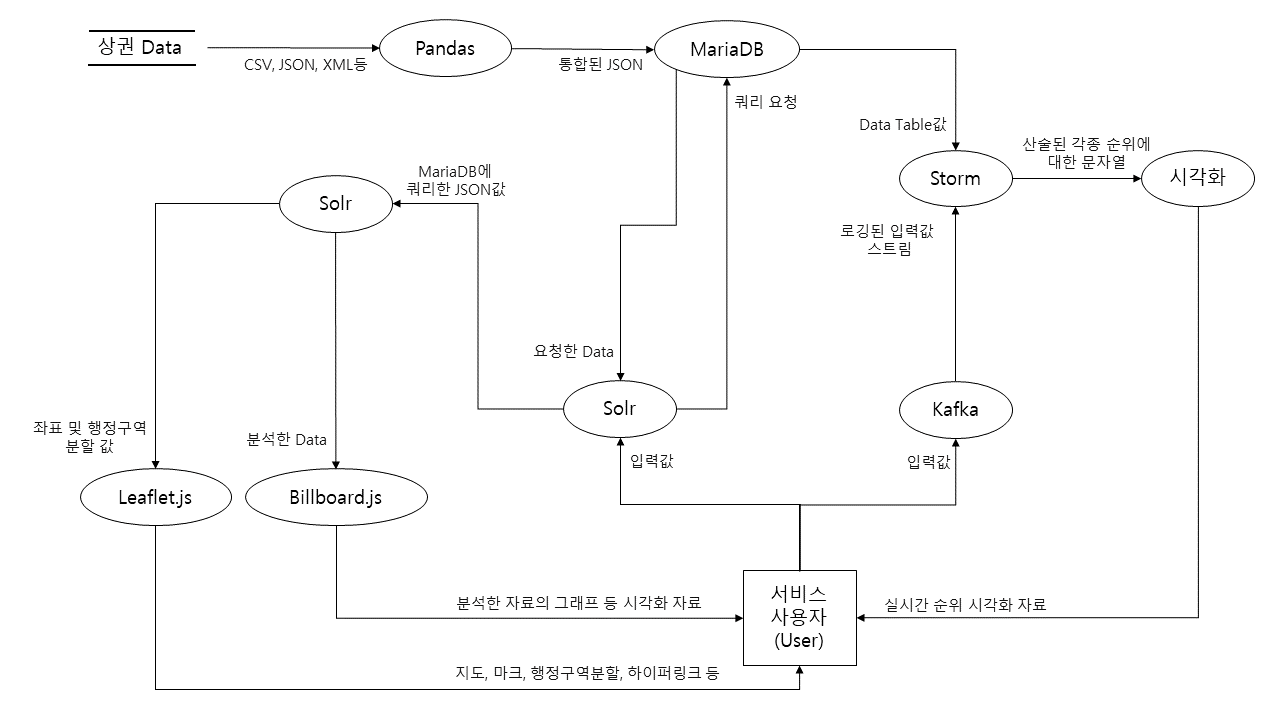 상권 Data
CSV, JSON, XML등
Pandas
통합된 JSON
MariaDB
쿼리 요청
Data Table값
산술된 각종 순위에
대한 문자열
Storm
시각화
MariaDB에
쿼리한 JSON값
Solr
로깅된 입력값
스트림
요청한 Data
Solr
Kafka
좌표 및 행정구역
분할 값
분석한 Data
입력값
입력값
Leaflet.js
Billboard.js
분석한 자료의 그래프 등 시각화 자료
서비스
사용자
(User)
실시간 순위 시각화 자료
지도, 마크, 행정구역분할, 하이퍼링크 등